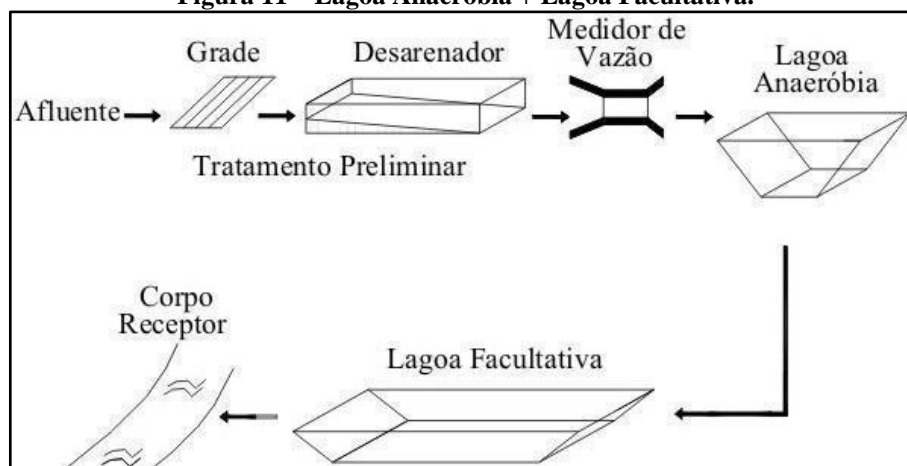 Figura 11 – Lagoa Anaeróbia + Lagoa Facultativa.
Grade
Desarenador
Medidor de
Vazão
Lagoa
Anaeróbia
Afluente
Tratamento Preliminar
Corpo
Receptor
Lagoa Facultativa